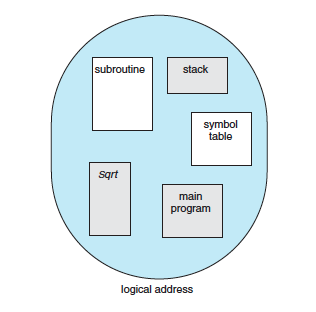 subroutine
stack
symbol
table
Sqrt
main
program
logical address